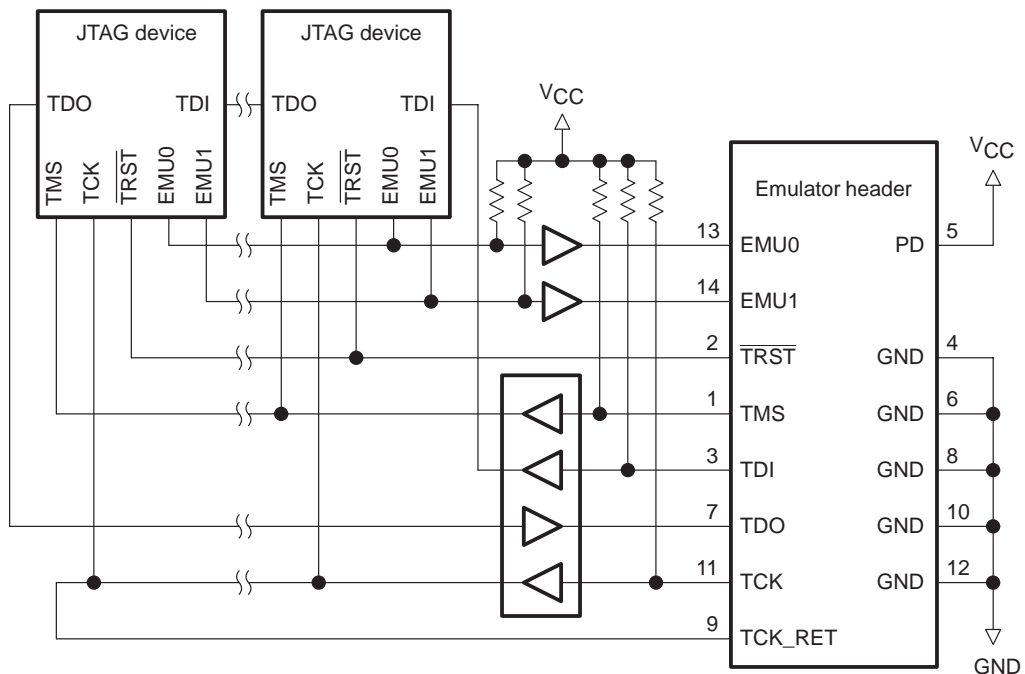 JTAG device
JTAG device
TDO TDI
TDO TDI
TMS TCK TRST EMU0 EMU1
TMS TCK TRST EMU0 EMU1
VCC
VCC
Emulator header
13 EMU0 PD 5
14 EMU1
2 TRST GND 4
1 TMS GND 6
3 TDI GND 8
7 TDO GND 10
11 TCK GND 12
9 TCK_RET
GND